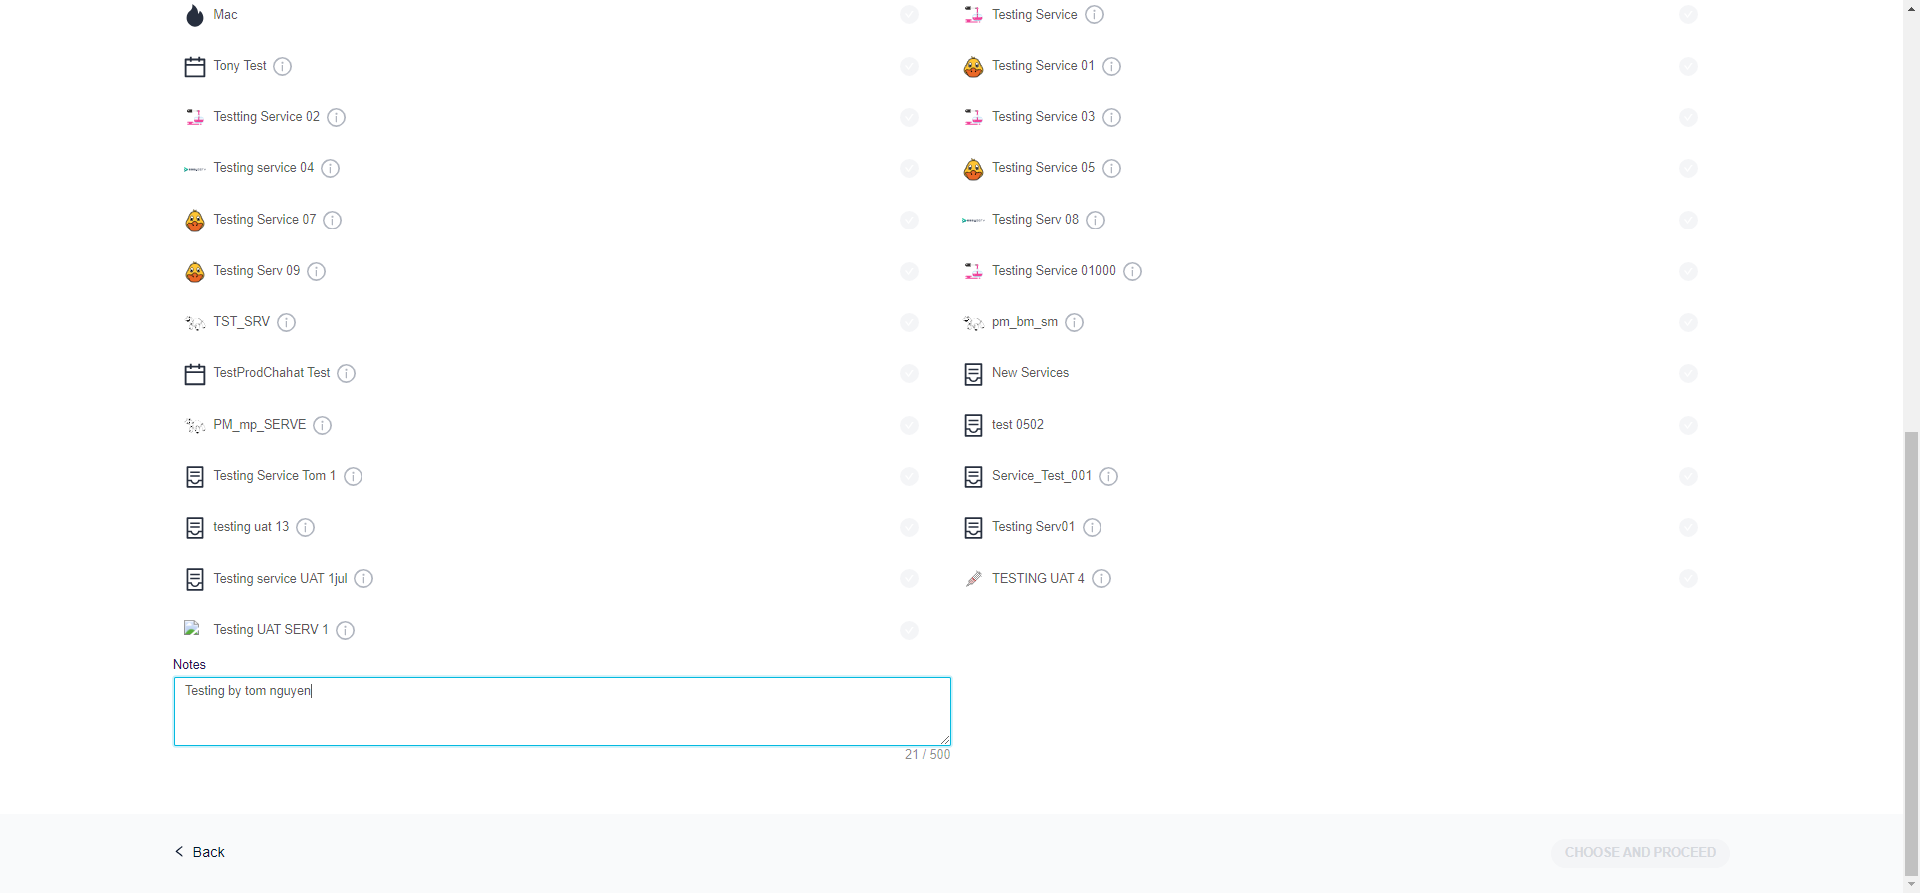 Mac
Testing Service
Tony Test
Testing Service 01
Testting Service 02
Testing Service 03
Testing service 04
Testing Service 05
Testing Service 07
Testing Serv 08
Testing Serv 09
Testing Service 01000
TST_SRV
pm_bm_sm
TestProdChahat Test
New Services
PM_mp_SERVE
test 0502
Testing Service Tom 1
Service_Test_001
testing uat 13
Testing Serv01
Testing service UAT 1jul
TESTING UAT 4
Testing UAT SERV 1
Notes
Testing by tom nguyen
21 / 500
Back
CHOOSE AND PROCEED